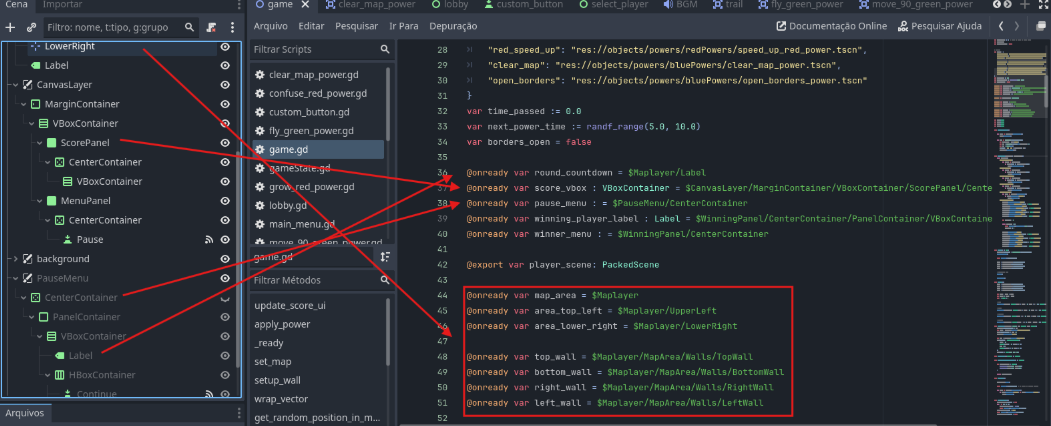 Cena
Importar
Filtro: nome, t:tipo, g:grupo
LowerRight
Label
CanvasLayer
MarginContainer
VBoxContainer
ScorePanel
CenterContainer
VBoxContainer
MenuPanel
CenterContainer
Pause
background
PauseMenu
CenterContainer
PanelContainer
VBoxContainer
Label
HBoxContainer
Continue
Arquivos
game
clear_map_power
lobby
custom_button
select_player
BGM
trail
fly_green_power
move_90_green_power
Arquivo Editar Pesquisar Ir Para Depuração
Documentação Online
Pesquisar Ajuda
Filtrar Scripts
clear_map_power.gd
confuse_red_power.gd
custom_button.gd
fly_green_power.gd
game.gd
gameState.gd
grow_red_power.gd
lobby.gd
main_menu.gd
move_90_green_power.gd
game.gd
Filtrar Métodos
update_score_ui
apply_power
_ready
set_map
setup_wall
wrap_vector
get_random_position_in_m...
28 "red_speed_up": "res://objects/powers/redPowers/speed_up_red_power.tscn",
29 "clear_map": "res://objects/powers/bluePowers/clear_map_power.tscn",
30 "open_borders": "res://objects/powers/bluePowers/open_borders_power.tscn"
31 }
32 var time_passed := 0.0
33 var next_power_time := randf_range(5.0, 10.0)
34 var borders_open = false
35
36 @onready var round_countdown = $Maplayer/Label
37 @onready var score_vbox : VBoxContainer = $CanvasLayer/MarginContainer/VBoxContainer/ScorePanel/Cente
38 @onready var pause_menu : = $PauseMenu/CenterContainer
39 @onready var winning_player_label : Label = $WinningPanel/CenterContainer/PanelContainer/VBoxContaine
40 @onready var winner_menu : = $WinningPanel/CenterContainer
41
42 @export var player_scene: PackedScene
43
44 @onready var map_area = $Maplayer
45 @onready var area_top_left = $Maplayer/UpperLeft
46 @onready var area_lower_right = $Maplayer/LowerRight
47
48 @onready var top_wall = $Maplayer/MapArea/Walls/TopWall
49 @onready var bottom_wall = $Maplayer/MapArea/Walls/BottomWall
50 @onready var right_wall = $Maplayer/MapArea/Walls/RightWall
51 @onready var left_wall = $Maplayer/MapArea/Walls/LeftWall
52